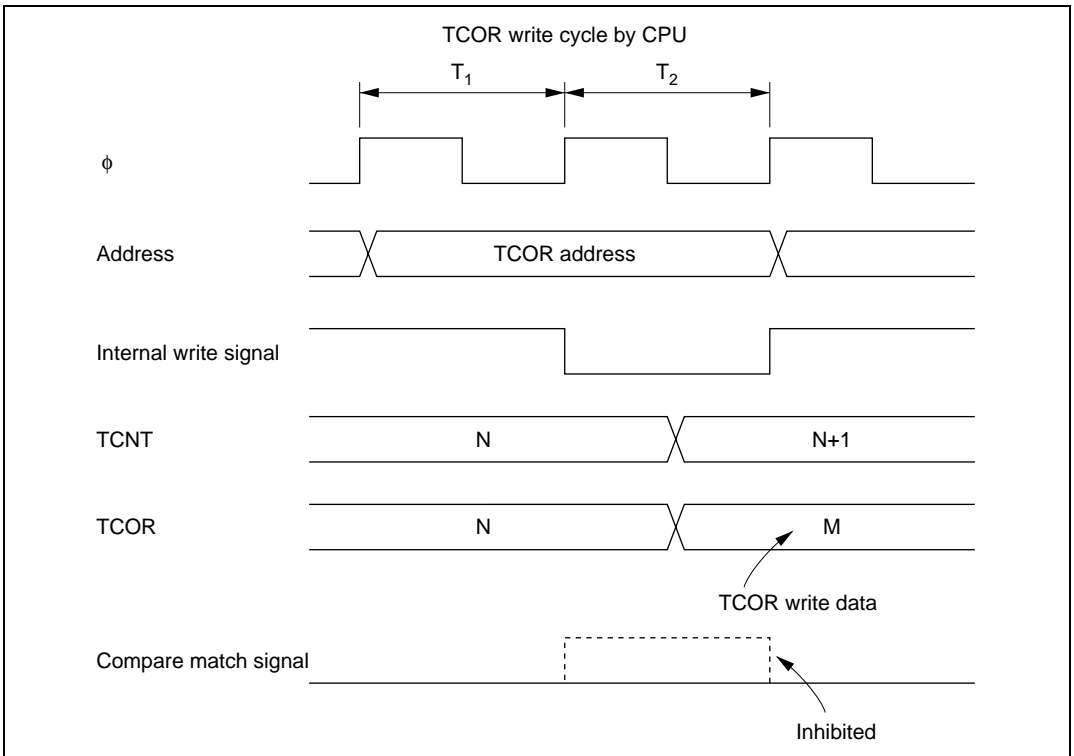 TCOR write cycle by CPU
T1 T2
ϕ
Address TCOR address
Internal write signal
TCNT N N+1
TCOR N M
TCOR write data
Compare match signal
Inhibited